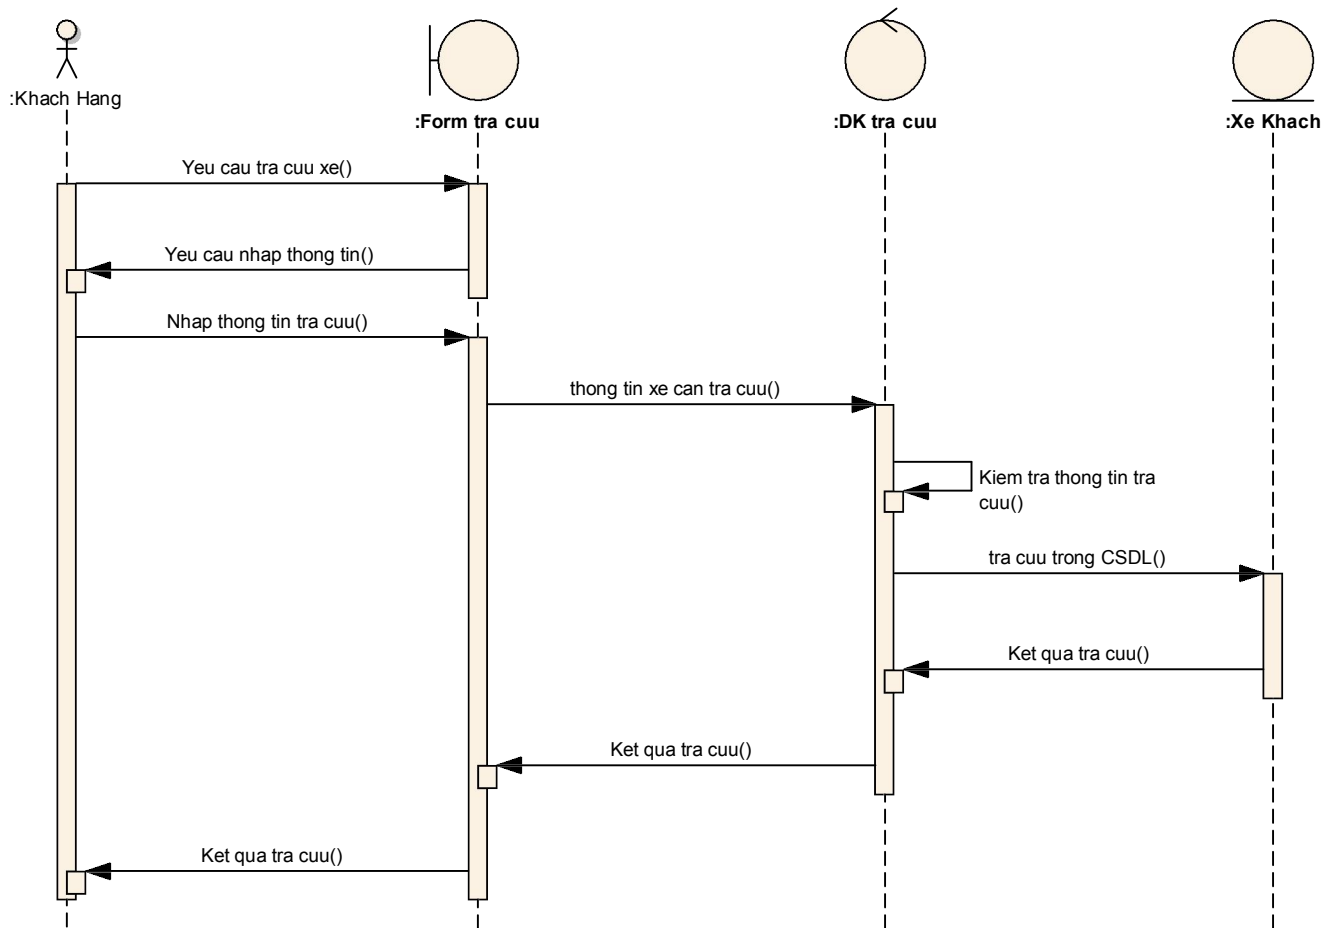 :Khach Hang
:Form tra cuu
:DK tra cuu
:Xe Khach
Yeu cau tra cuu xe()
Yeu cau nhap thong tin()
Nhap thong tin tra cuu()
thong tin xe can tra cuu()
Kiem tra thong tin tra
cuu()
tra cuu trong CSDL()
Ket qua tra cuu()
Ket qua tra cuu()
Ket qua tra cuu()